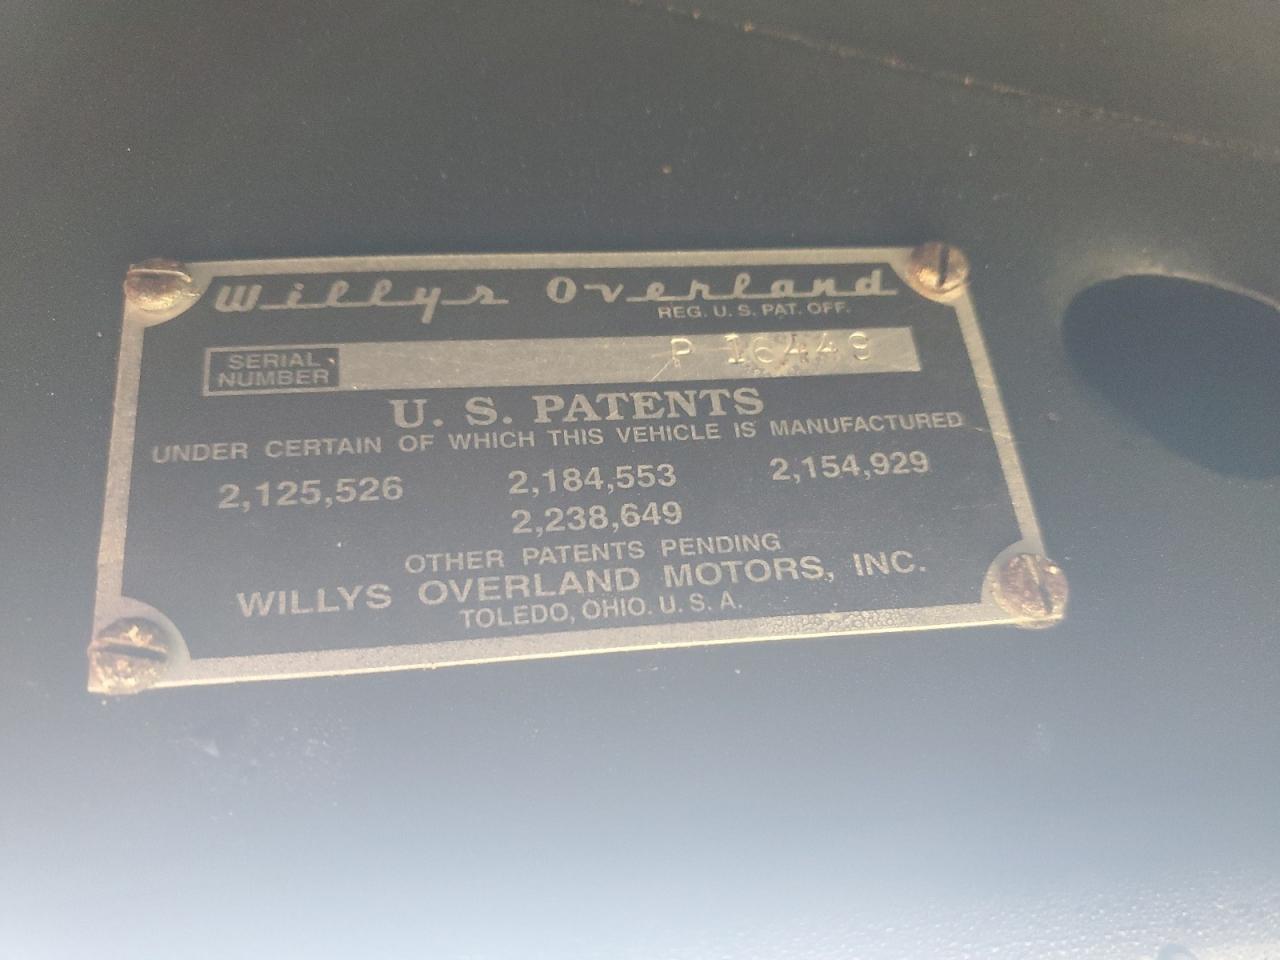 Willys Overland
REG. U. S. PAT. OFF.
SERIAL NUMBER P 16449
U. S. PATENTS
UNDER CERTAIN OF WHICH THIS VEHICLE IS MANUFACTURED
2,125,526 2,184,553 2,154,929
2,238,649
OTHER PATENTS PENDING
WILLYS OVERLAND MOTORS, INC.
TOLEDO, OHIO. U. S. A.